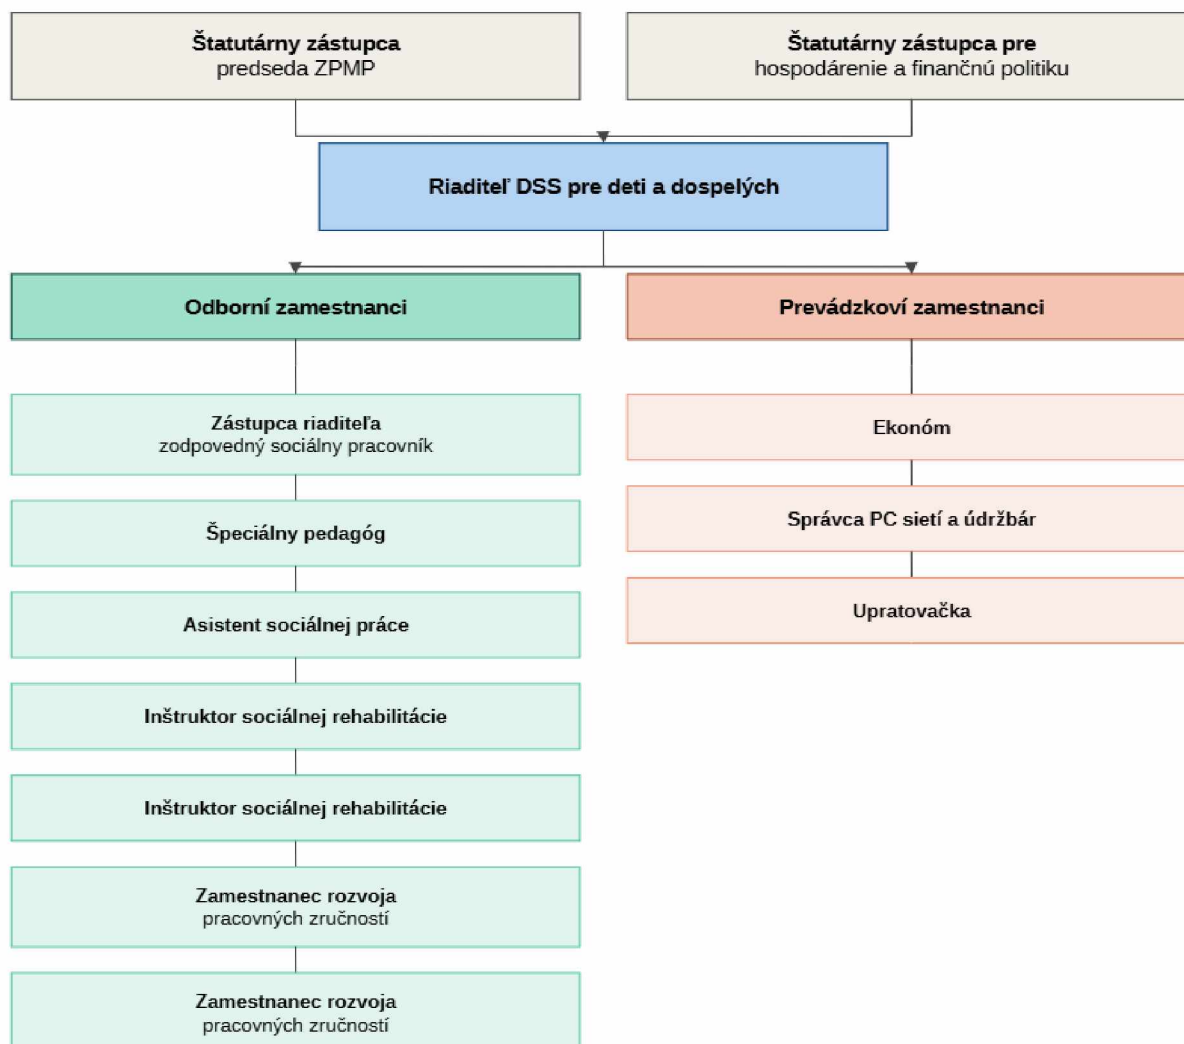 Štatutárny zástupca
predseda ZPMP
Štatutárny zástupca pre
hospodárenie a finančnú politiku
Riaditeľ DSS pre deti a dospelých
Odborní zamestnanci
Prevádzkoví zamestnanci
Zástupca riaditeľa
zodpovedný sociálny pracovník
Špeciálny pedagóg
Asistent sociálnej práce
Inštruktor sociálnej rehabilitácie
Inštruktor sociálnej rehabilitácie
Zamestnanec rozvoja
pracovných zručností
Zamestnanec rozvoja
pracovných zručností
Ekonóm
Správca PC sietí a údržbár
Upratovačka